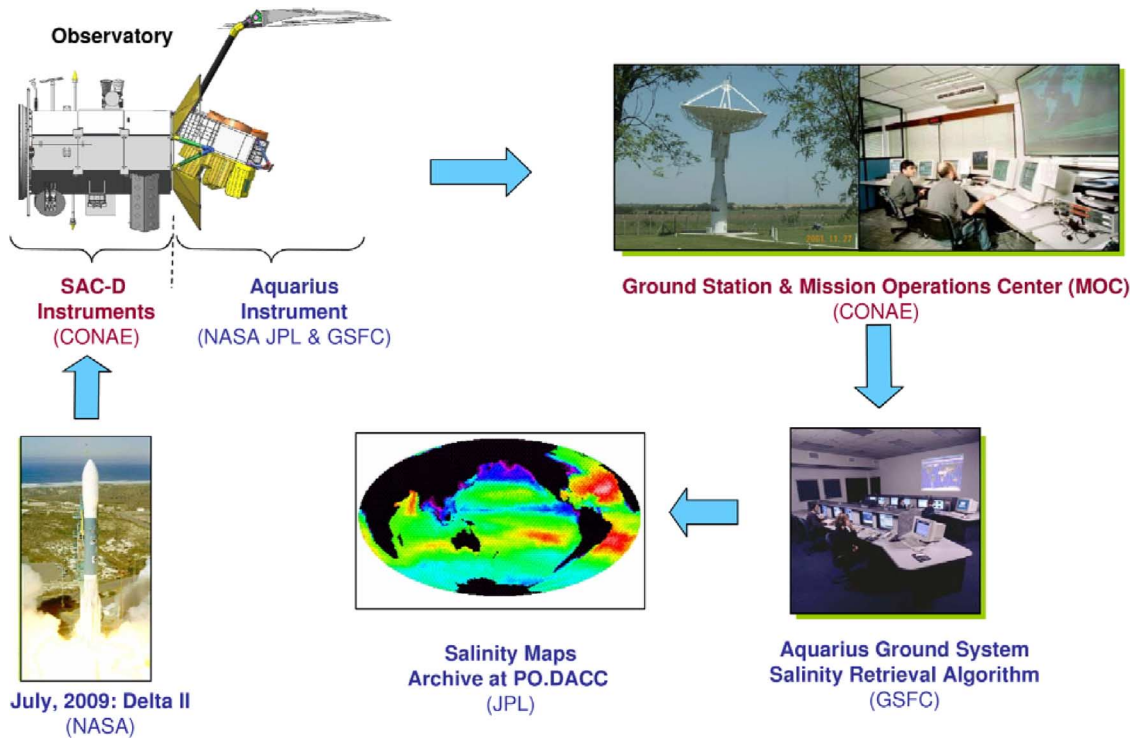 Observatory
SAC-D
Instruments
(CONAE)
Aquarius
Instrument
(NASA JPL & GSFC)
Ground Station & Mission Operations Center (MOC)
(CONAE)
July, 2009: Delta II
(NASA)
Salinity Maps
Archive at PO.DACC
(JPL)
Aquarius Ground System
Salinity Retrieval Algorithm
(GSFC)